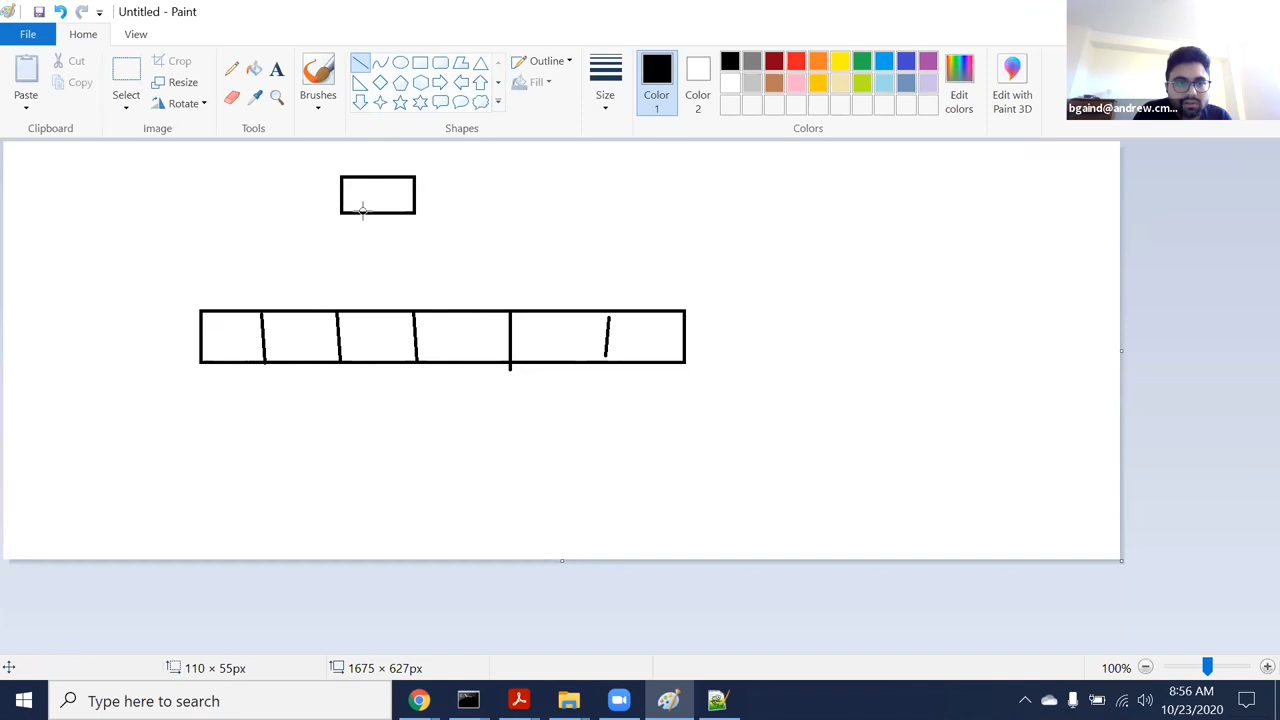 Untitled - Paint
File
Home
View
Paste
Cut
Copy
Clipboard
Select
Crop
Resize
Rotate
Image
A
Tools
Brushes
Outline
Fill
Shapes
Size
Color 1
Color 2
Edit colors
Colors
Edit with Paint 3D
bgaind@andrew.cm...
110 × 55px
1675 × 627px
100%
Type here to search
8:56 AM
10/23/2020